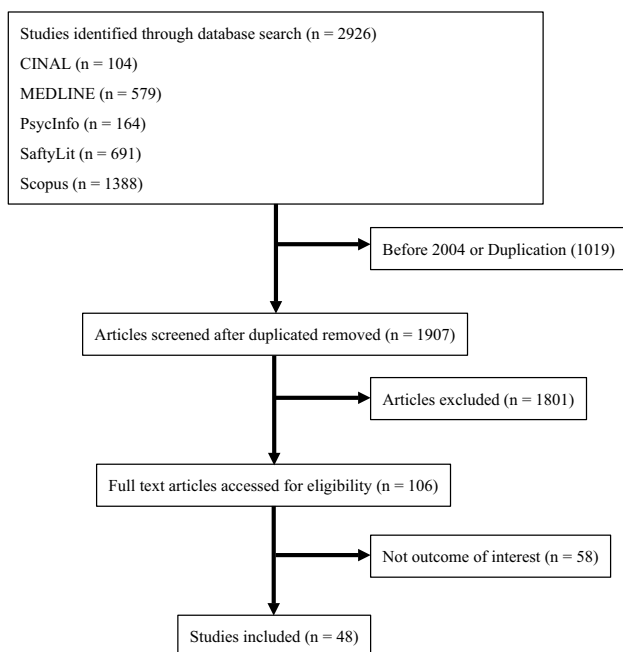 Studies identified through database search (n = 2926)
CINAL (n = 104)
MEDLINE (n = 579)
PsycInfo (n = 164)
SaftyLit (n = 691)
Scopus (n = 1388)
Before 2004 or Duplication (1019)
Articles screened after duplicated removed (n = 1907)
Articles excluded (n = 1801)
Full text articles accessed for eligibility (n = 106)
Not outcome of interest (n = 58)
Studies included (n = 48)